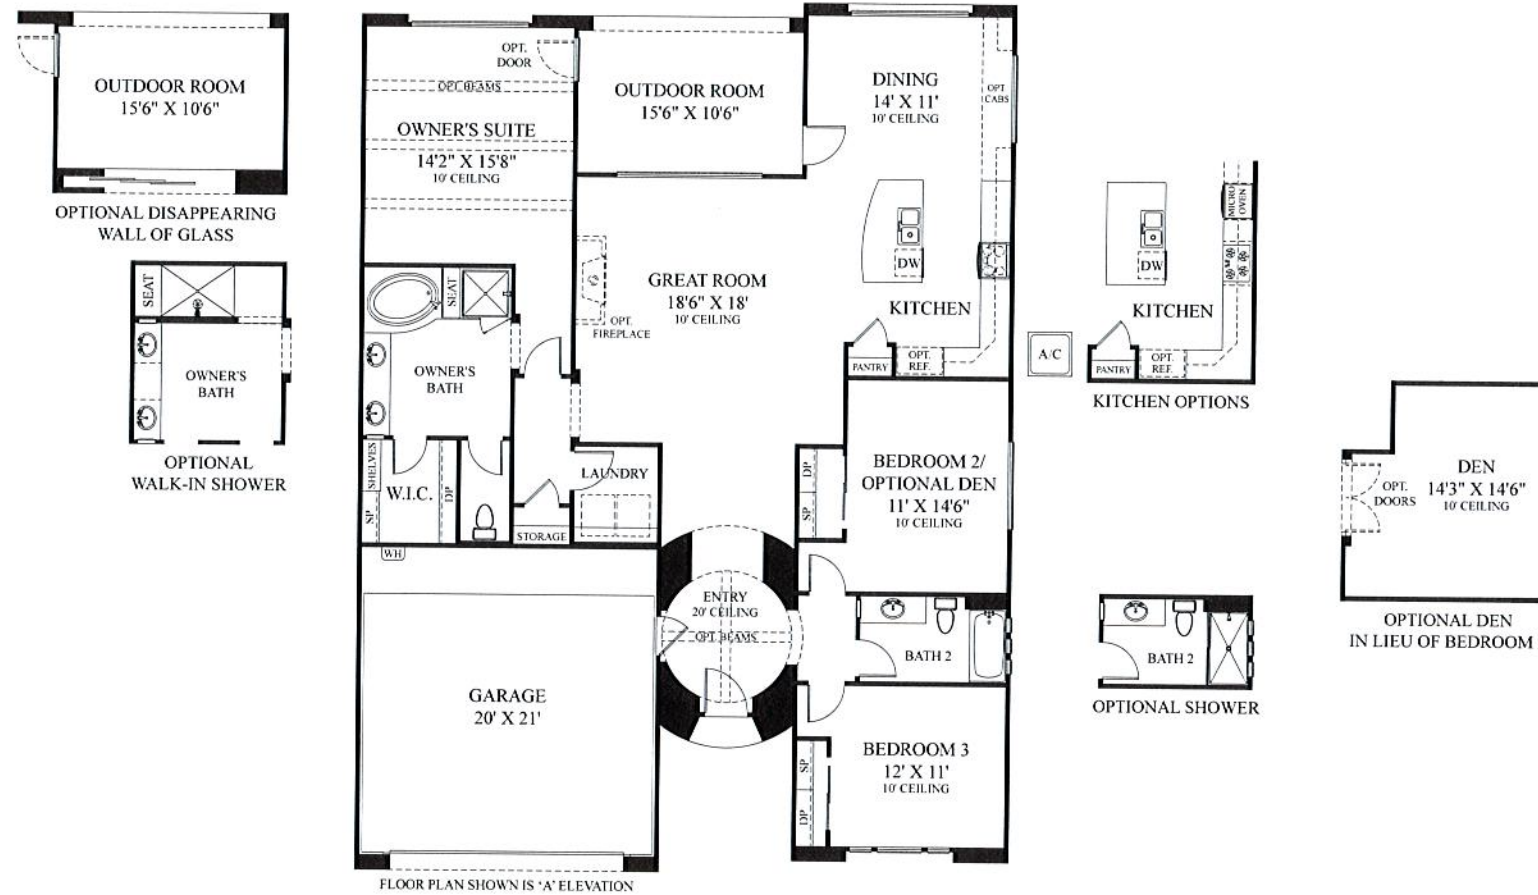 OUTDOOR ROOM
15'6" X 10'6"
OPTIONAL DISAPPEARING
WALL OF GLASS
SEAT
OWNER'S
BATH
OPTIONAL
WALK-IN SHOWER
OPT.
DOOR
OPT BEAMS
OWNER'S SUITE
14'2" X 15'8"
10' CEILING
OUTDOOR ROOM
15'6" X 10'6"
DINING
14' X 11'
10' CEILING
OPT
CABS
GREAT ROOM
18'6" X 18'
10' CEILING
OPT.
FIREPLACE
DW
KITCHEN
PANTRY
OPT.
REF.
SEAT
OWNER'S
BATH
SHELVES
SP
W.I.C.
DP
LAUNDRY
STORAGE
WH
DP
SP
BEDROOM 2/
OPTIONAL DEN
11' X 14'6"
10' CEILING
ENTRY
20' CEILING
OPT. BEAMS
BATH 2
GARAGE
20' X 21'
BEDROOM 3
12' X 11'
10' CEILING
SP
DP
FLOOR PLAN SHOWN IS 'A' ELEVATION
A/C
MICRO
OVEN
DW
KITCHEN
PANTRY
OPT.
REF.
KITCHEN OPTIONS
DEN
14'3" X 14'6"
10' CEILING
OPT.
DOORS
OPTIONAL DEN
IN LIEU OF BEDROOM
BATH 2
OPTIONAL SHOWER